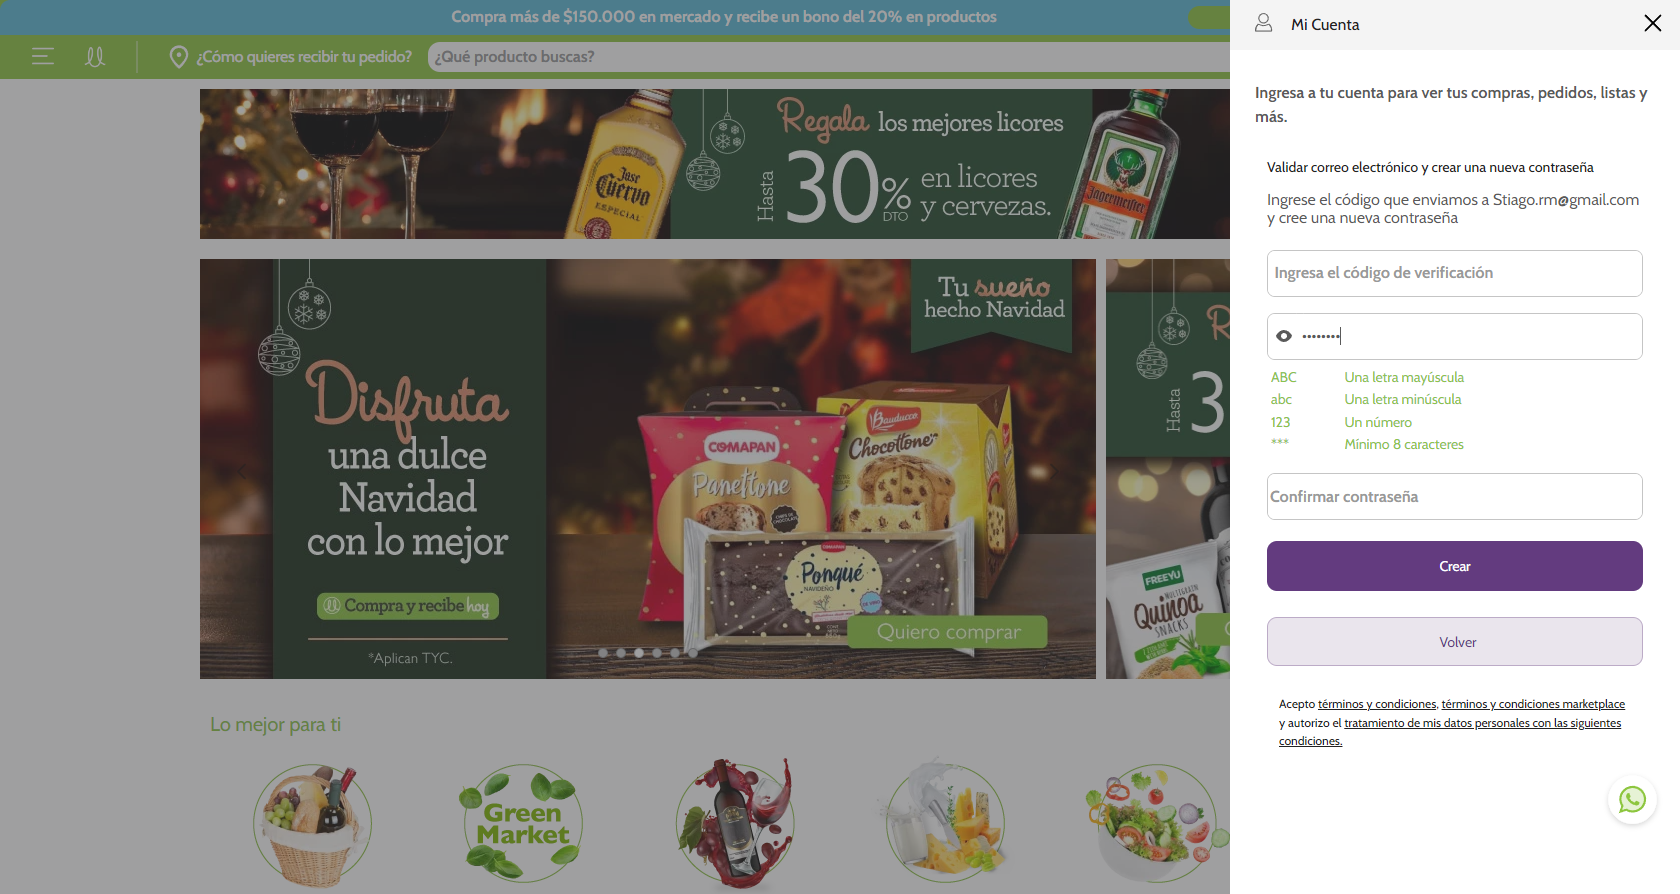 Compra más de $150.000 en mercado y recibe un bono del 20% en productos
¿Cómo quieres recibir tu pedido?
¿Qué producto buscas?
Jose
Cuervo
ESPECIAL
Regala los mejores licores
Hasta
30%
DTO
en licores
y cervezas.
Jägermeister
Disfruta
una dulce
Navidad
con lo mejor
Compra y recibe hoy
*Aplican TYC.
Tu sueño
hecho Navidad
COMAPAN
Panettone
Bauducco
Chocottone
Ponqué
NAVIDEÑO
Quiero comprar
R
Hasta
3
FREEYU
MULTIGRAIN
Quinoa
SNACKS
Lo mejor para ti
Green
Market
Mi Cuenta
Ingresa a tu cuenta para ver tus compras, pedidos, listas y
más.
Validar correo electrónico y crear una nueva contraseña
Ingrese el código que enviamos a Stiago.rm@gmail.com
y cree una nueva contraseña
Ingresa el código de verificación
••••••••
ABC Una letra mayúscula
abc Una letra minúscula
123 Un número
*** Mínimo 8 caracteres
Confirmar contraseña
Crear
Volver
Acepto términos y condiciones, términos y condiciones marketplace
y autorizo el tratamiento de mis datos personales con las siguientes
condiciones.